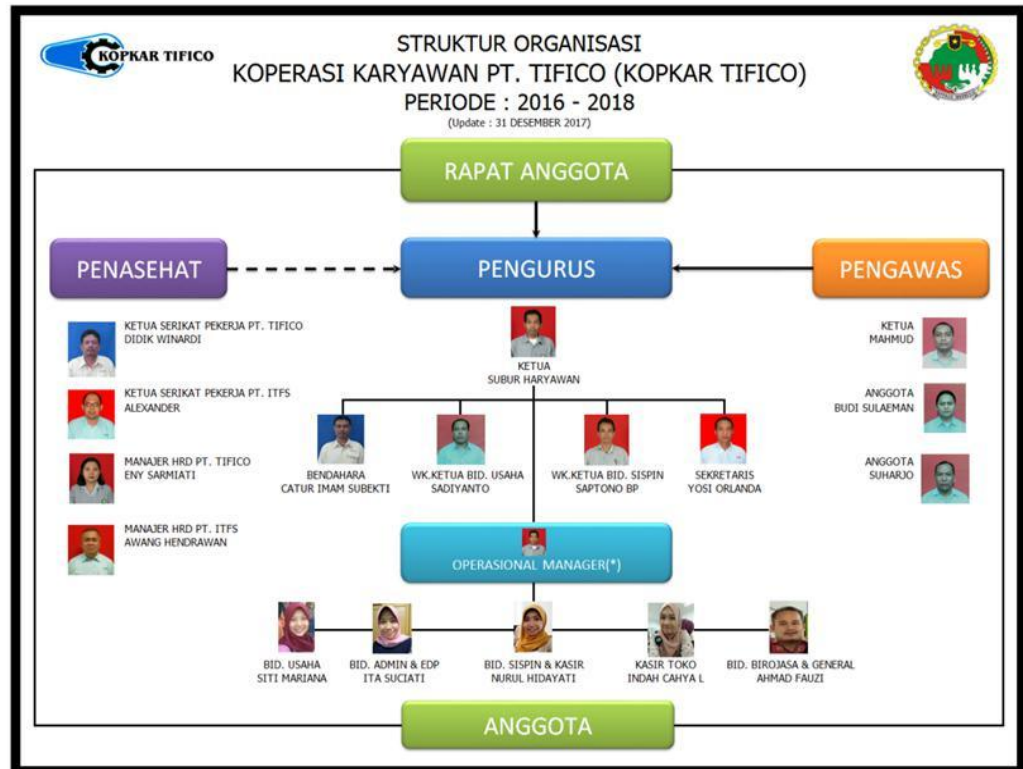 KOPKAR TIFICO
STRUKTUR ORGANISASI
KOPERASI KARYAWAN PT. TIFICO (KOPKAR TIFICO)
PERIODE : 2016 - 2018
(Update : 31 DESEMBER 2017)
RAPAT ANGGOTA
PENASEHAT
PENGURUS
PENGAWAS
KETUA SERIKAT PEKERJA PT. TIFICO
DIDIK WINARDI
KETUA SERIKAT PEKERJA PT. ITFS
ALEXANDER
MANAJER HRD PT. TIFICO
ENY SARMIATI
MANAJER HRD PT. ITFS
AWANG HENDRAWAN
KETUA
SUBUR HARYAWAN
BENDAHARA
CATUR IMAM SUBEKTI
WK.KETUA BID. USAHA
SADIYANTO
WK.KETUA BID. SISPIN
SAPTONO BP
SEKRETARIS
YOSI ORLANDA
KETUA
MAHMUD
ANGGOTA
BUDI SULAEMAN
ANGGOTA
SUHARJO
OPERASIONAL MANAGER(*)
BID. USAHA
SITI MARIANA
BID. ADMIN & EDP
ITA SUCIATI
BID. SISPIN & KASIR
NURUL HIDAYATI
KASIR TOKO
INDAH CAHYA L
BID. BIROJASA & GENERAL
AHMAD FAUZI
ANGGOTA